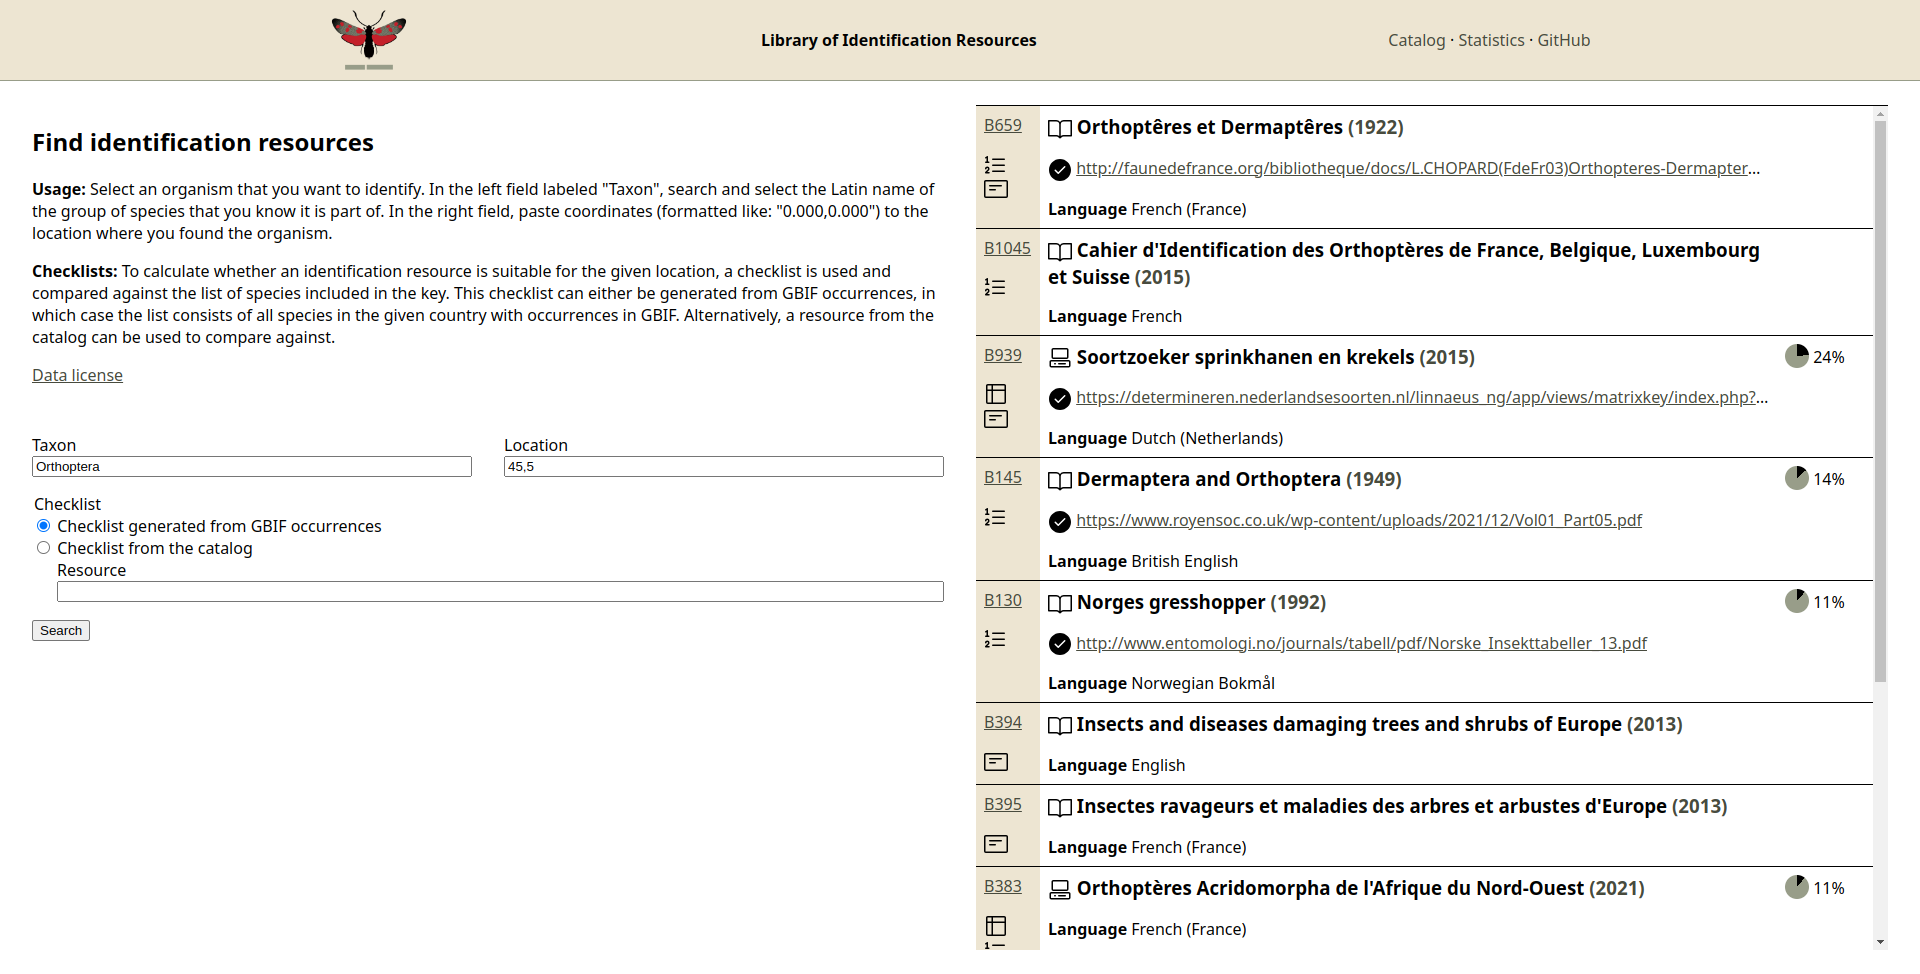 Library of Identification Resources
Catalog · Statistics · GitHub
Find identification resources
Usage: Select an organism that you want to identify. In the left field labeled "Taxon", search and select the Latin name of
the group of species that you know it is part of. In the right field, paste coordinates (formatted like: "0.000,0.000") to the
location where you found the organism.
Checklists: To calculate whether an identification resource is suitable for the given location, a checklist is used and
compared against the list of species included in the key. This checklist can either be generated from GBIF occurrences, in
which case the list consists of all species in the given country with occurrences in GBIF. Alternatively, a resource from the
catalog can be used to compare against.
Data license
Taxon
Orthoptera
Location
45,5
Checklist
Checklist generated from GBIF occurrences
Checklist from the catalog
Resource
Search
B659
Orthoptêres et Dermaptêres (1922)
http://faunedefrance.org/bibliotheque/docs/L.CHOPARD(FdeFr03)Orthopteres-Dermapter...
Language French (France)
B1045
Cahier d'Identification des Orthoptères de France, Belgique, Luxembourg
et Suisse (2015)
Language French
B939
Soortzoeker sprinkhanen en krekels (2015)
24%
https://determineren.nederlandsesoorten.nl/linnaeus_ng/app/views/matrixkey/index.php?...
Language Dutch (Netherlands)
B145
Dermaptera and Orthoptera (1949)
14%
https://www.royensoc.co.uk/wp-content/uploads/2021/12/Vol01_Part05.pdf
Language British English
B130
Norges gresshopper (1992)
11%
http://www.entomologi.no/journals/tabell/pdf/Norske_Insekttabeller_13.pdf
Language Norwegian Bokmål
B394
Insects and diseases damaging trees and shrubs of Europe (2013)
Language English
B395
Insectes ravageurs et maladies des arbres et arbustes d'Europe (2013)
Language French (France)
B383
Orthoptères Acridomorpha de l'Afrique du Nord-Ouest (2021)
11%
Language French (France)